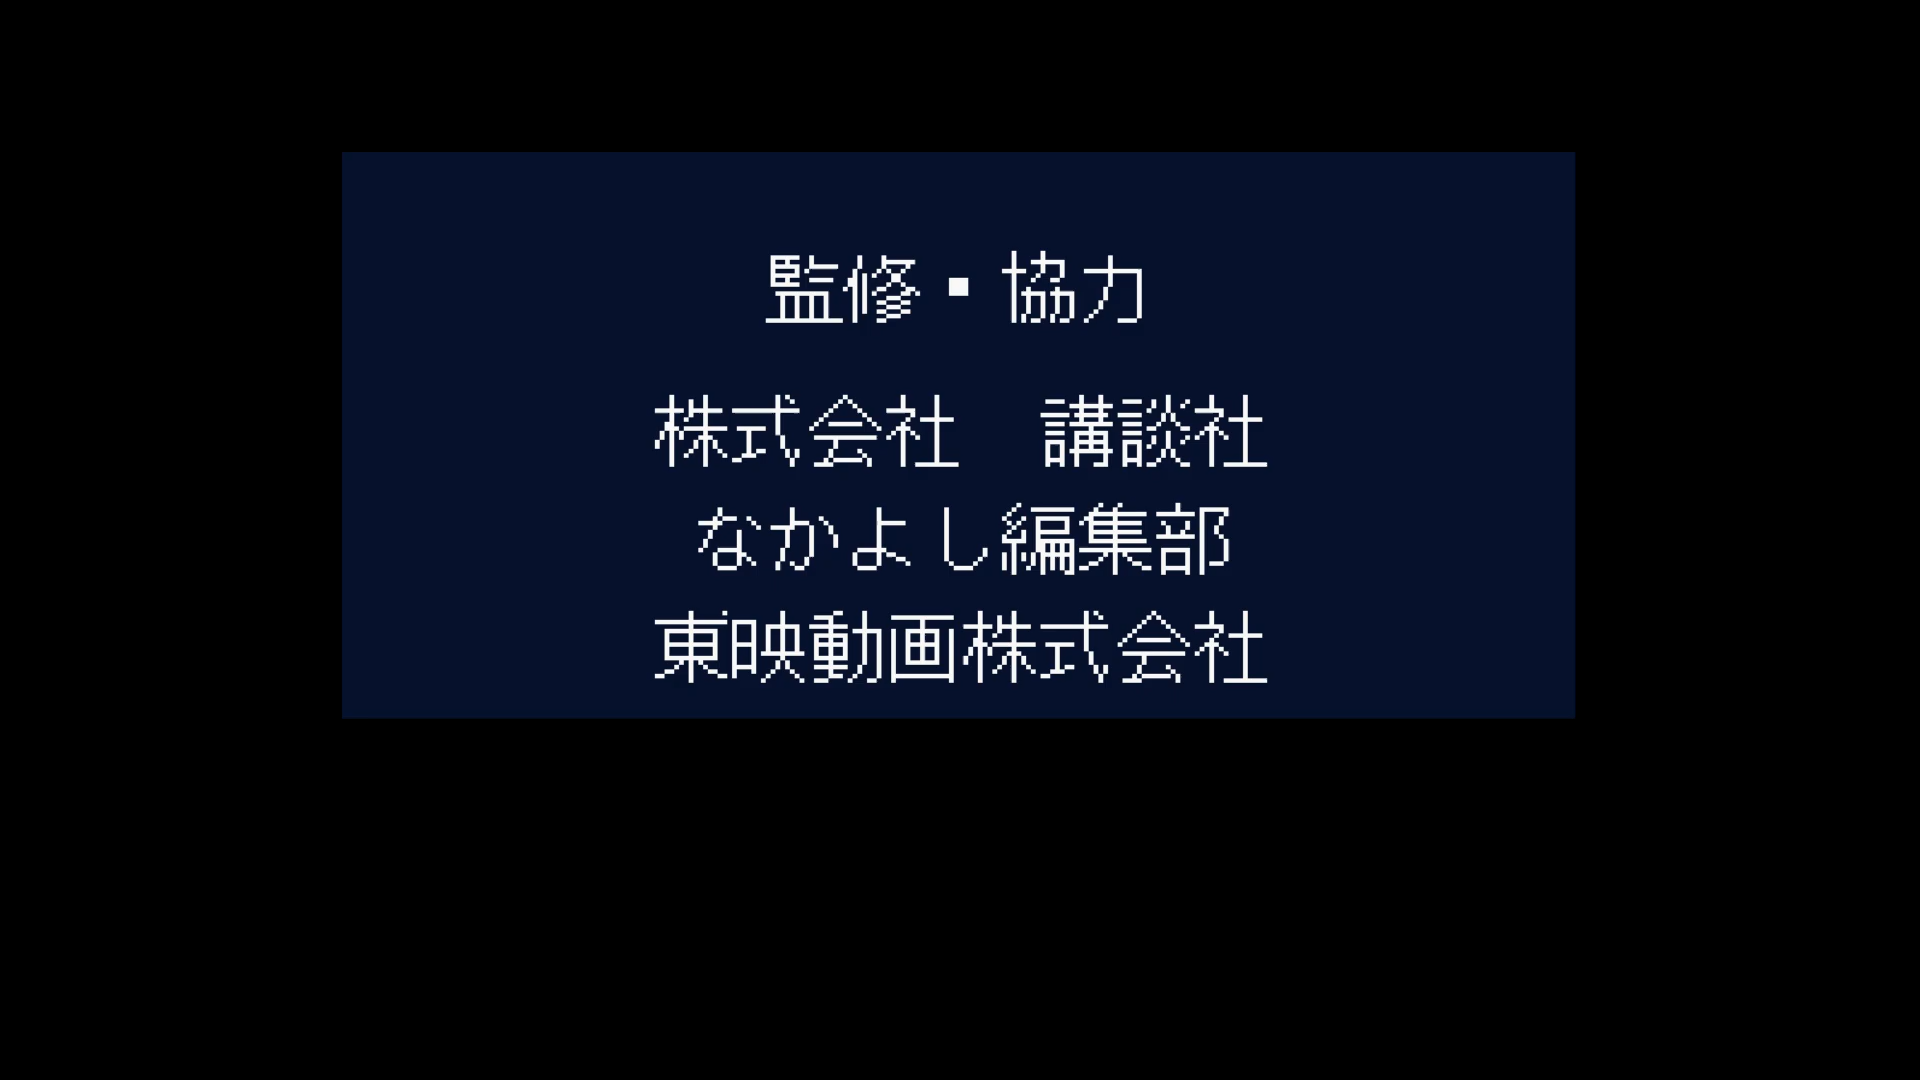 監修・協力
株式会社　講談社
なかよし編集部
東映動画株式会社